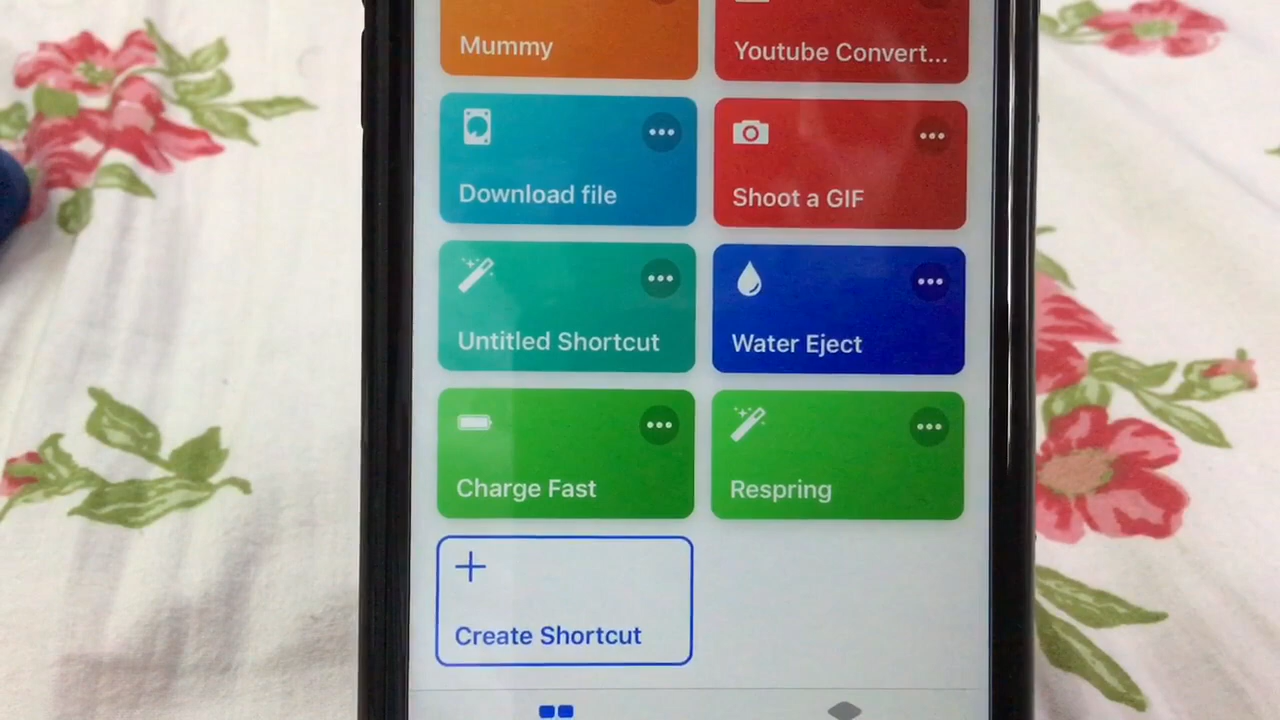 Mummy
Youtube Convert...
Download file
Shoot a GIF
Untitled Shortcut
Water Eject
Charge Fast
Respring
Create Shortcut